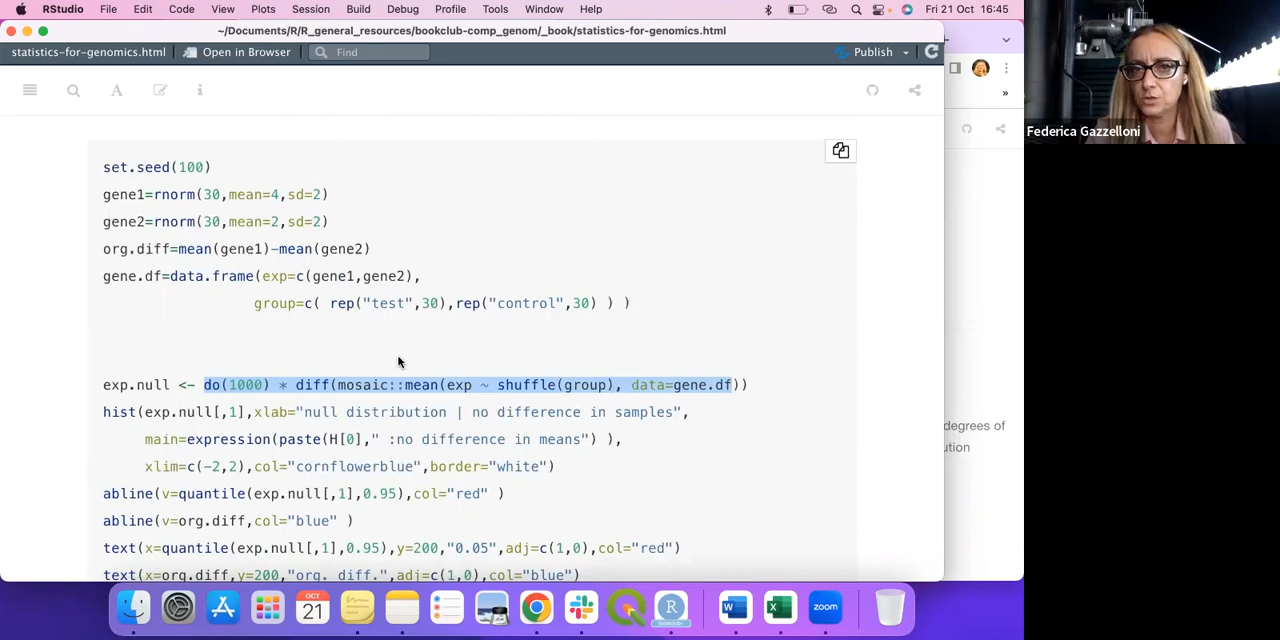 RStudio File Edit Code View Plots Session Build Debug Profile Tools Window Help Fri 21 Oct 16:45
~/Documents/R/R_general_resources/bookclub-comp_genom/_book/statistics-for-genomics.html
statistics-for-genomics.html Open in Browser Find Publish
Federica Gazzelloni
set.seed(100)
gene1=rnorm(30,mean=4,sd=2)
gene2=rnorm(30,mean=2,sd=2)
org.diff=mean(gene1)-mean(gene2)
gene.df=data.frame(exp=c(gene1,gene2),
group=c( rep("test",30),rep("control",30) ) )
exp.null <- do(1000) * diff(mosaic::mean(exp ~ shuffle(group), data=gene.df))
hist(exp.null[,1],xlab="null distribution | no difference in samples",
main=expression(paste(H[0]," :no difference in means") ),
xlim=c(-2,2),col="cornflowerblue",border="white")
abline(v=quantile(exp.null[,1],0.95),col="red" )
abline(v=org.diff,col="blue" )
text(x=quantile(exp.null[,1],0.95),y=200,"0.05",adj=c(1,0),col="red")
text(x=org.diff,y=200,"org. diff.",adj=c(1,0),col="blue")
degrees of
ution
OCT
21
R
W
X
zoom